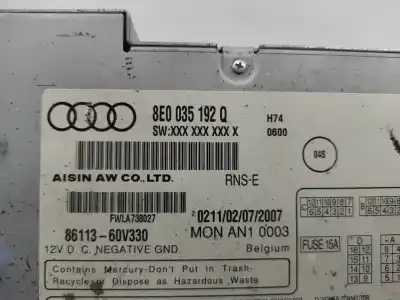 8E0 035 192 Q
H74
SW:XXX XXX XXX X
0600
04S
AISIN AW CO., LTD.
RNS-E
FWLA738027
0211/02/07/2007
86113-60V330
MON AN1 0003
12V D.C, NEGATIVE GND.
Belgium
FUSE 15A
Contains Mercury-Don't Put in Trash-
Recycle or Dispose as Hazardous Waste